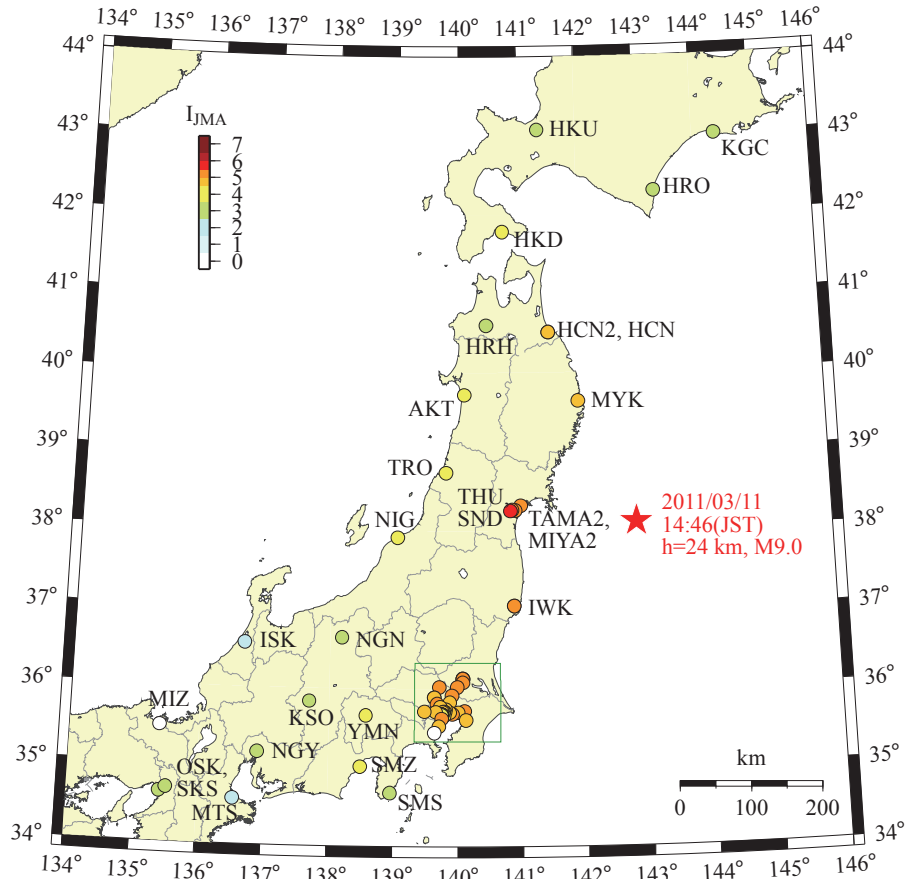 134° 135° 136° 137° 138° 139° 140° 141° 142° 143° 144° 145° 146°
44° 44°
I_JMA
7
6
5
4
3
2
1
0
43° 43°
HKU
KGC
HRO
42° 42°
HKD
41° 41°
HCN2, HCN
HRH
40° 40°
AKT
MYK
39° 39°
TRO
THU
SND
TAMA2,
MIYA2
2011/03/11
14:46(JST)
h=24 km, M9.0
38° 38°
NIG
37° 37°
IWK
ISK
NGN
36° 36°
MIZ
KSO
YMN
35° 35°
NGY
OSK,
SKS
MTS
SMZ
SMS
km
0 100 200
34° 34°
134° 135° 136° 137° 138° 139° 140° 141° 142° 143° 144° 145° 146°